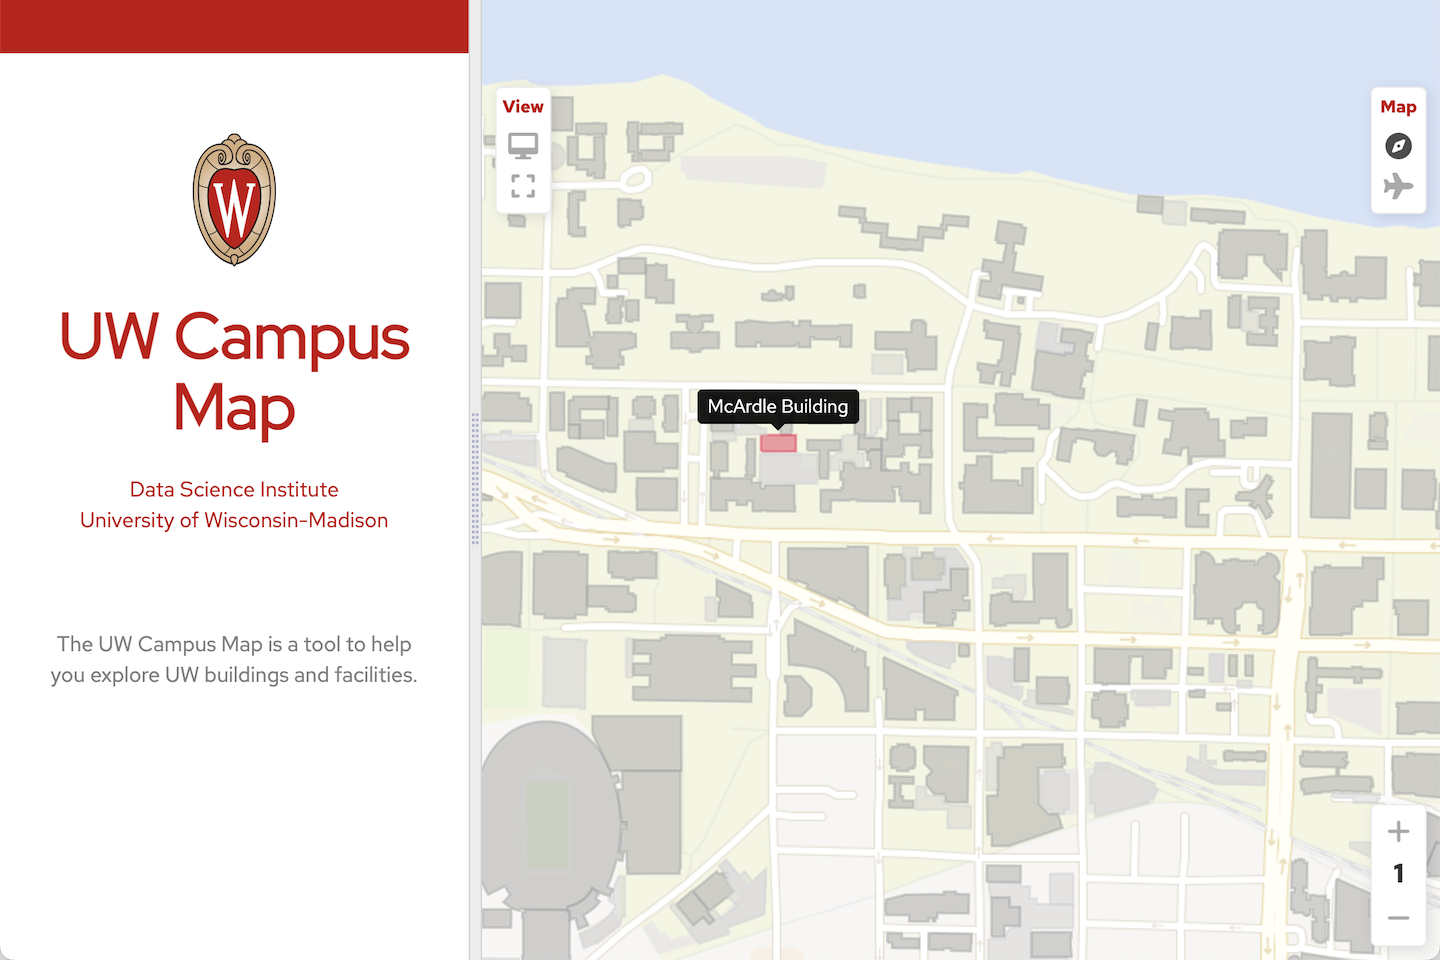 W
UW Campus
Map
Data Science Institute
University of Wisconsin-Madison
The UW Campus Map is a tool to help
you explore UW buildings and facilities.
View
McArdle Building
Map
1